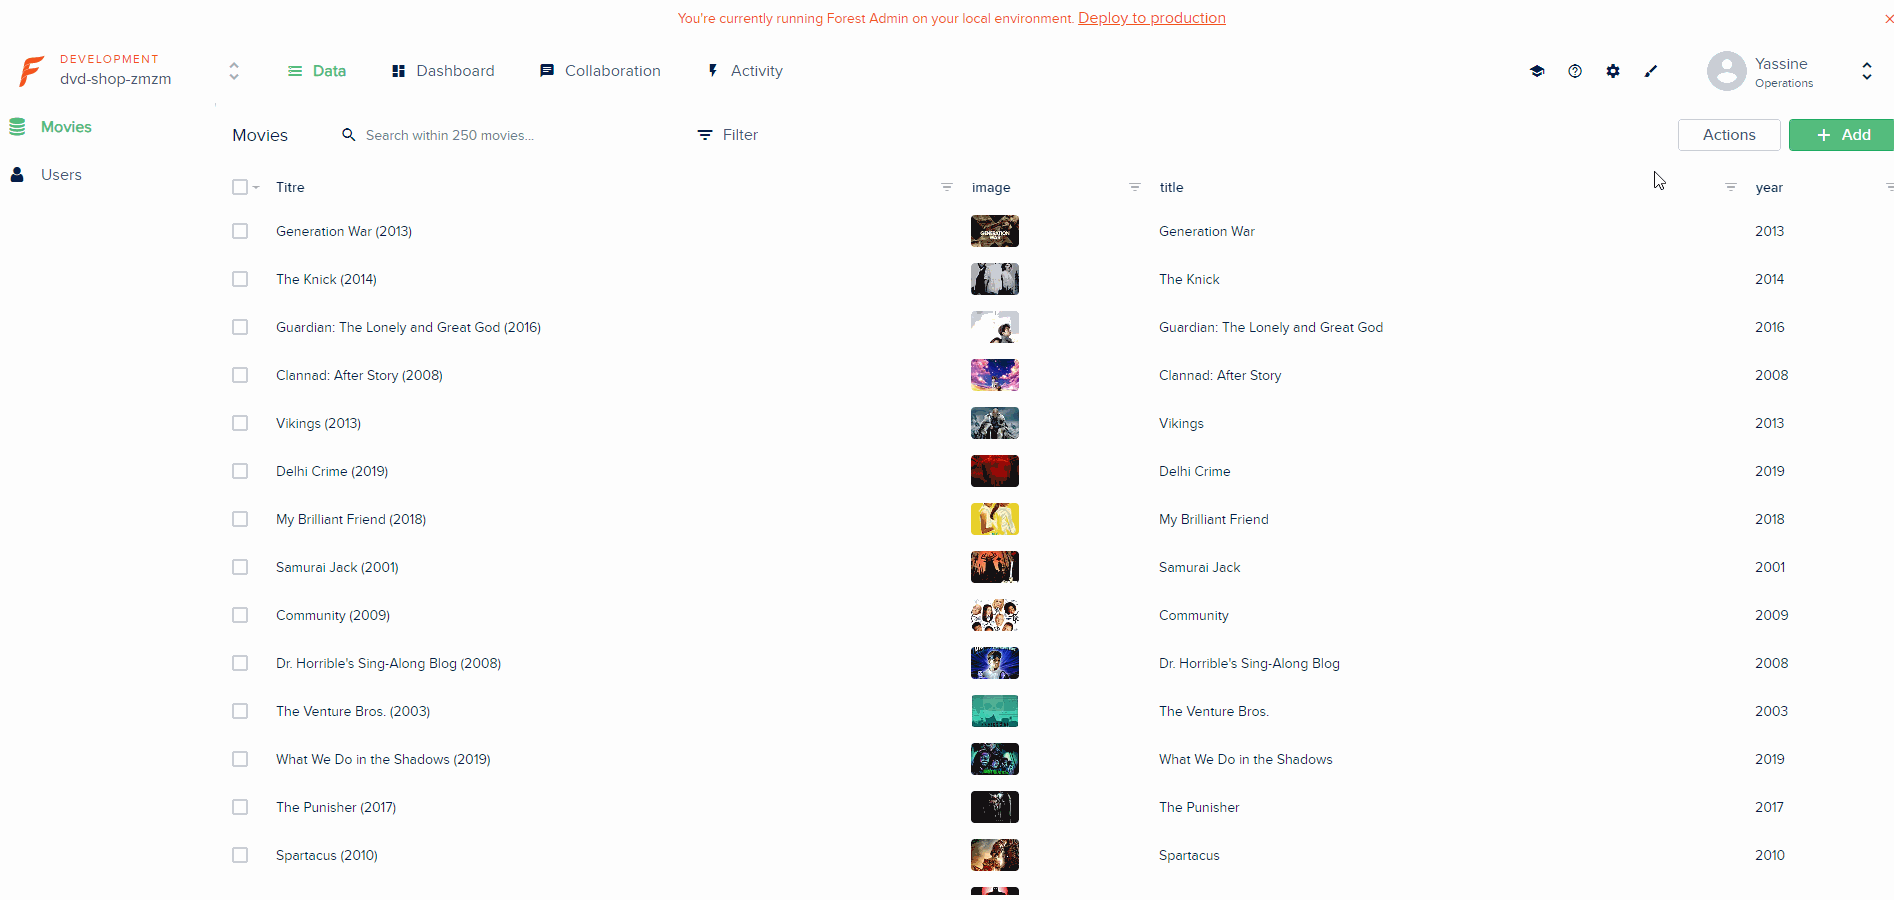 You're currently running Forest Admin on your local environment. Deploy to production
DEVELOPMENT
dvd-shop-zmzm
Data
Dashboard
Collaboration
Activity
Yassine
Operations
Movies
Users
Movies
Search within 250 movies...
Filter
Actions
+ Add
Titre image title year
Generation War (2013) GENERATION WAR Generation War 2013
The Knick (2014) The Knick 2014
Guardian: The Lonely and Great God (2016) Guardian: The Lonely and Great God 2016
Clannad: After Story (2008) Clannad: After Story 2008
Vikings (2013) Vikings 2013
Delhi Crime (2019) Delhi Crime 2019
My Brilliant Friend (2018) My Brilliant Friend 2018
Samurai Jack (2001) Samurai Jack 2001
Community (2009) Community 2009
Dr. Horrible's Sing-Along Blog (2008) Dr. Horrible's Sing-Along Blog 2008
The Venture Bros. (2003) The Venture Bros. 2003
What We Do in the Shadows (2019) What We Do in the Shadows 2019
The Punisher (2017) The Punisher 2017
Spartacus (2010) Spartacus 2010